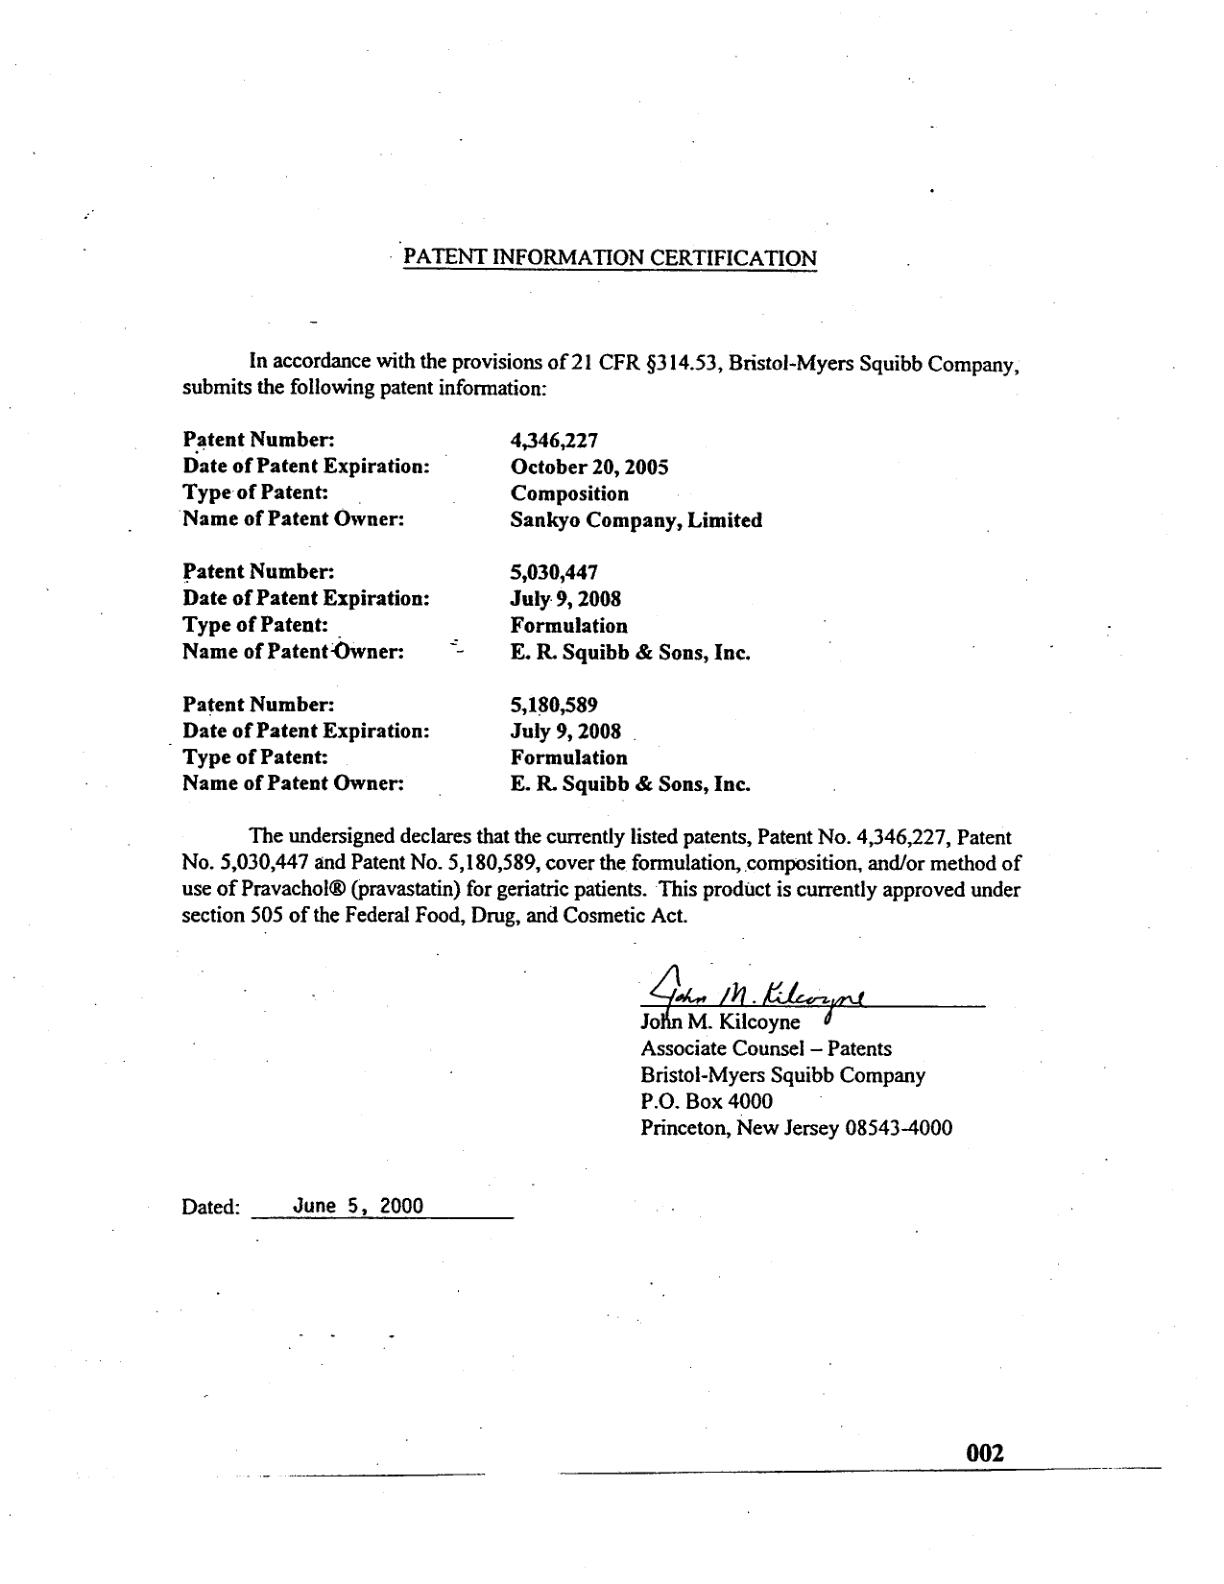 PATENT INFORMATION CERTIFICATION
In accordance with the provisions of 21 CFR §314.53, Bristol-Myers Squibb Company,
submits the following patent information:
Patent Number: 4,346,227
Date of Patent Expiration: October 20, 2005
Type of Patent: Composition
Name of Patent Owner: Sankyo Company, Limited
Patent Number: 5,030,447
Date of Patent Expiration: July 9, 2008
Type of Patent: Formulation
Name of Patent Owner: E. R. Squibb & Sons, Inc.
Patent Number: 5,180,589
Date of Patent Expiration: July 9, 2008
Type of Patent: Formulation
Name of Patent Owner: E. R. Squibb & Sons, Inc.
The undersigned declares that the currently listed patents, Patent No. 4,346,227, Patent
No. 5,030,447 and Patent No. 5,180,589, cover the formulation, composition, and/or method of
use of Pravachol® (pravastatin) for geriatric patients. This product is currently approved under
section 505 of the Federal Food, Drug, and Cosmetic Act.
John M. Kilcoyne
John M. Kilcoyne
Associate Counsel – Patents
Bristol-Myers Squibb Company
P.O. Box 4000
Princeton, New Jersey 08543-4000
Dated: June 5, 2000
002